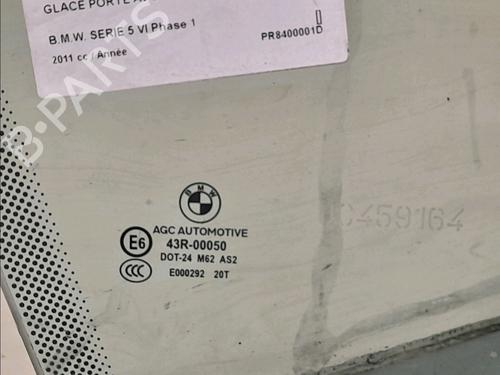 GLACE PORTE
B.M.W. SERIE 5 VI Phase 1
2011 cc / Année
PR8400001D
B-PARTS
BMW
AGC AUTOMOTIVE
E6
43R-00050
DOT-24 M62 AS2
CCC
E000292 20T
0459164